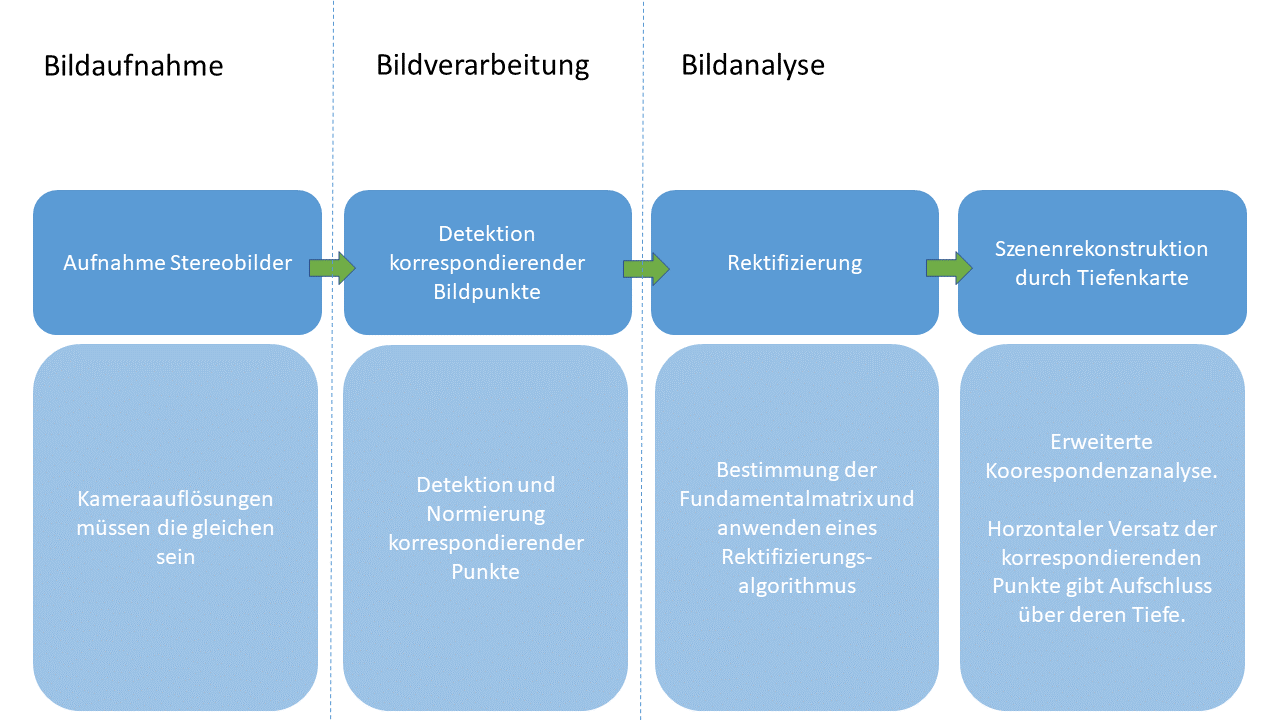 Bildaufnahme
Bildverarbeitung
Bildanalyse
Aufnahme Stereobilder
Detektion
korrespondierender
Bildpunkte
Rektifizierung
Szenenrekonstruktion
durch Tiefenkarte
Kameraauflösungen
müssen die gleichen
sein
Detektion und
Normierung
korrespondierender
Punkte
Bestimmung der
Fundamentalmatrix und
anwenden eines
Rektifizierungs-
algorithmus
Erweiterte
Koorespondenzanalyse.
Horzontaler Versatz der
korrespondierenden
Punkte gibt Aufschluss
über deren Tiefe.